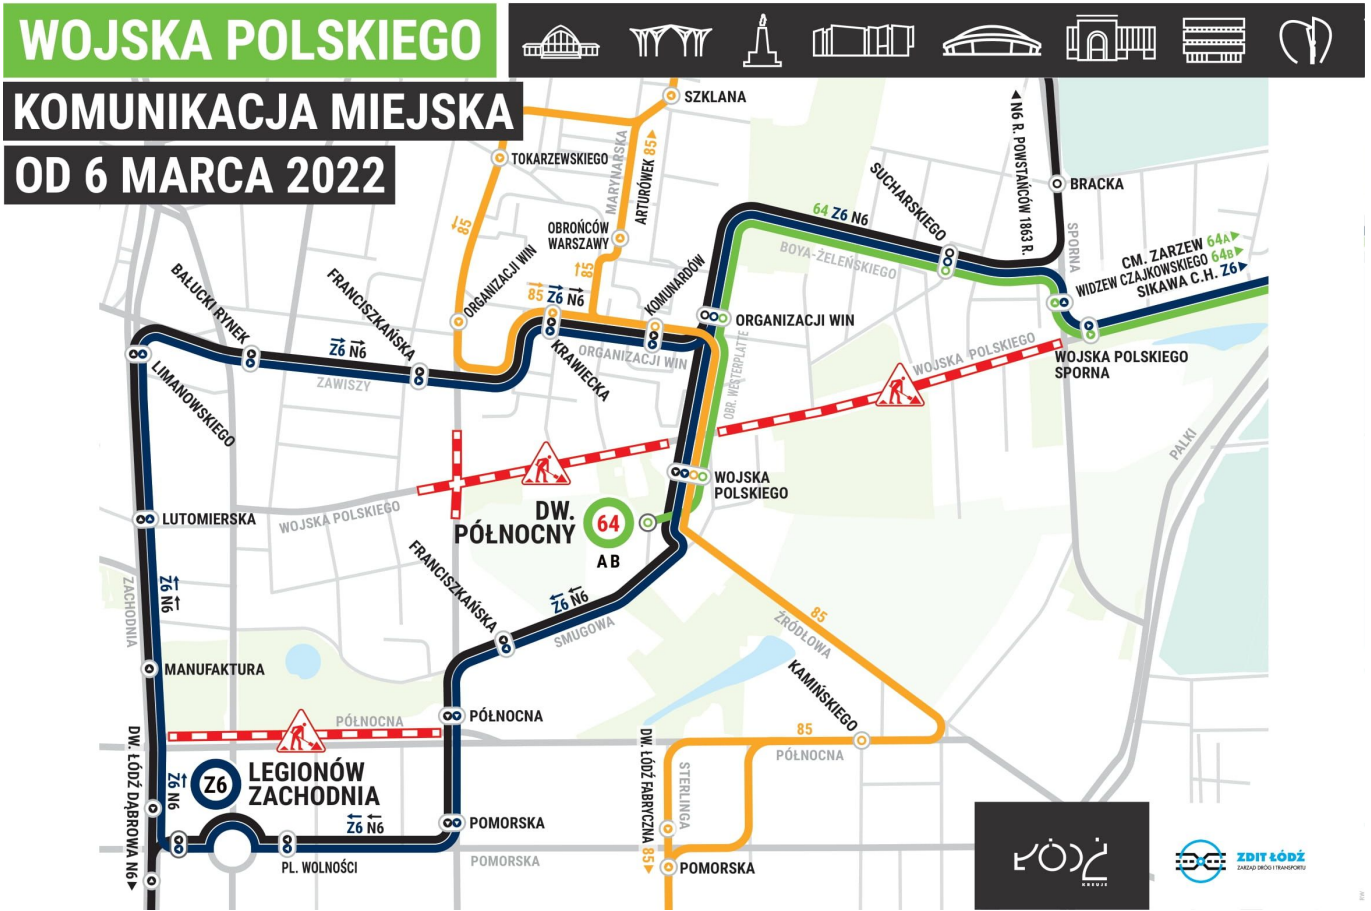 WOJSKA POLSKIEGO
KOMUNIKACJA MIEJSKA
OD 6 MARCA 2022
SZKLANA
TOKARZEWSKIEGO
MARYNARSKA
ARTURÓWEK 85
OBROŃCÓW
WARSZAWY
85
85
ORGANIZACJI WIN
KOMUNARDÓW
85 Z6 N6
64 Z6 N6
BOYA-ŻELEŃSKIEGO
SUCHARSKIEGO
N6 R. POWSTAŃCÓW 1863 R.
BRACKA
SPORNA
CM. ZARZEW 64A
WIDZEW CZAJKOWSKIEGO 64B
SIKAWA C.H. Z6
WOJSKA POLSKIEGO
SPORNA
BAŁUCKI RYNEK
FRANCISZKAŃSKA
Z6 N6
ZAWISZY
LIMANOWSKIEGO
KRAWIECKA
ORGANIZACJI WIN
ORGANIZACJI WIN
OBR. WESTERPLATTE
WOJSKA POLSKIEGO
PALKI
WOJSKA
POLSKIEGO
LUTOMIERSKA
WOJSKA POLSKIEGO
DW.
PÓŁNOCNY
64
A B
FRANCISZKAŃSKA
Z6 N6
SMUGOWA
ZACHODNIA
Z6 N6
MANUFAKTURA
85
ŹRÓDŁOWA
KAMIŃSKIEGO
PÓŁNOCNA
PÓŁNOCNA
85
PÓŁNOCNA
DW. ŁÓDŹ DĄBROWA N6
Z6 N6
Z6
LEGIONÓW
ZACHODNIA
Z6 N6
PL. WOLNOŚCI
POMORSKA
POMORSKA
DW. ŁÓDŹ FABRYCZNA 85
STERLINGA
POMORSKA
ŁÓDŹ
KREUJE
ZDIT ŁÓDŹ
ZARZĄD DRÓG I TRANSPORTU